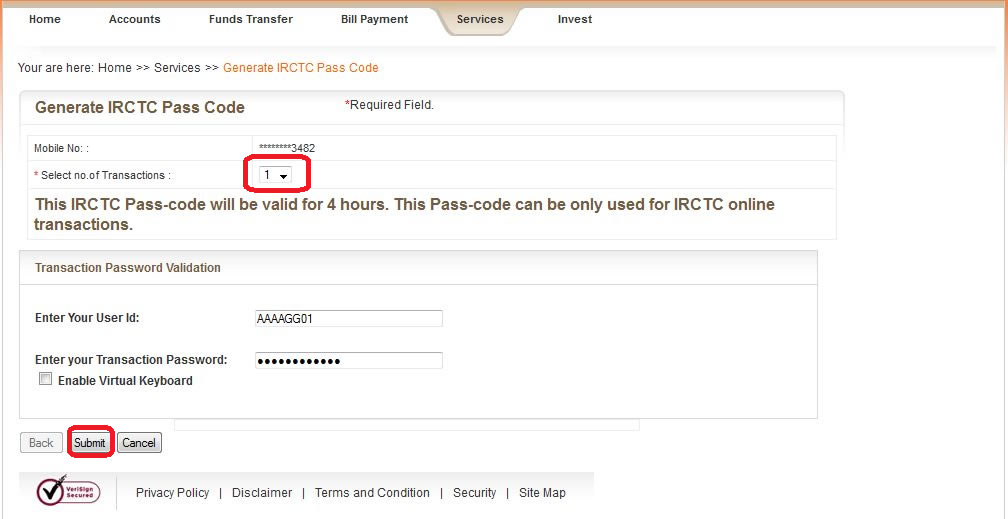 Home Accounts Funds Transfer Bill Payment Services Invest
Your are here: Home >> Services >> Generate IRCTC Pass Code
Generate IRCTC Pass Code *Required Field.
Mobile No: : ********3482
* Select no.of Transactions : 1
This IRCTC Pass-code will be valid for 4 hours. This Pass-code can be only used for IRCTC online
transactions.
Transaction Password Validation
Enter Your User Id: AAAAGG01
Enter your Transaction Password: ••••••••••••
Enable Virtual Keyboard
Back Submit Cancel
VeriSign
Secured
Privacy Policy | Disclaimer | Terms and Condition | Security | Site Map